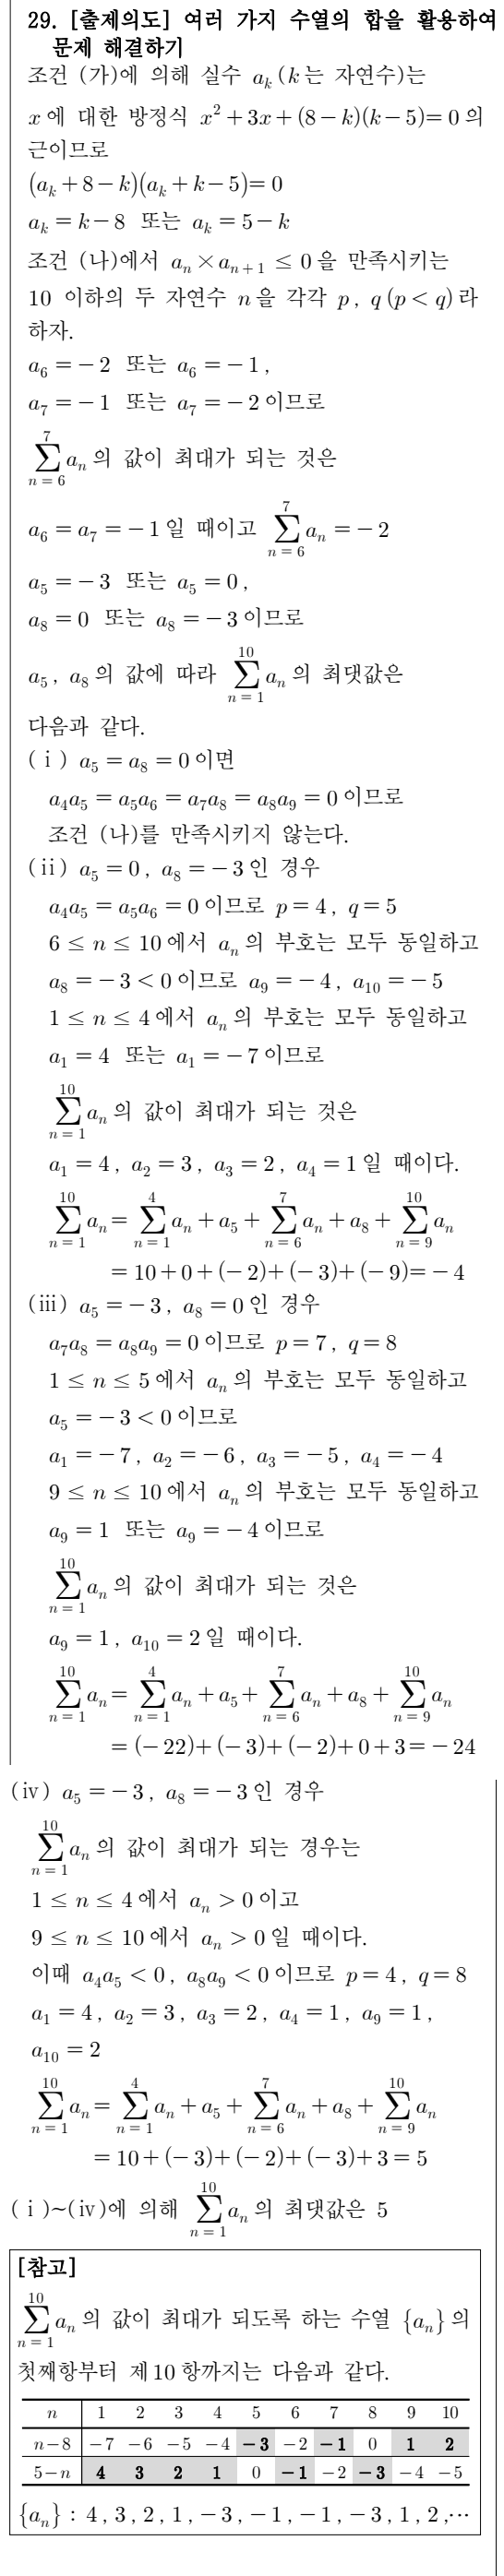 29. [출제의도] 여러 가지 수열의 합을 활용하여
문제 해결하기
조건 (가)에 의해 실수 a_k (k는 자연수)는
x에 대한 방정식 x²+3x+(8−k)(k−5)=0의
근이므로
(a_k+8−k)(a_k+k−5)=0
a_k=k−8 또는 a_k=5−k
조건 (나)에서 a_n×a_{n+1}≤0을 만족시키는
10 이하의 두 자연수 n을 각각 p, q (p<q)라
하자.
a_6=−2 또는 a_6=−1,
a_7=−1 또는 a_7=−2이므로
∑_{n=6}^{7} a_n의 값이 최대가 되는 것은
a_6=a_7=−1일 때이고 ∑_{n=6}^{7} a_n=−2
a_5=−3 또는 a_5=0,
a_8=0 또는 a_8=−3이므로
a_5, a_8의 값에 따라 ∑_{n=1}^{10} a_n의 최댓값은
다음과 같다.
(ⅰ) a_5=a_8=0이면
a_4a_5=a_5a_6=a_7a_8=a_8a_9=0이므로
조건 (나)를 만족시키지 않는다.
(ⅱ) a_5=0, a_8=−3인 경우
a_4a_5=a_5a_6=0이므로 p=4, q=5
6≤n≤10에서 a_n의 부호는 모두 동일하고
a_8=−3<0이므로 a_9=−4, a_10=−5
1≤n≤4에서 a_n의 부호는 모두 동일하고
a_1=4 또는 a_1=−7이므로
∑_{n=1}^{10} a_n의 값이 최대가 되는 것은
a_1=4, a_2=3, a_3=2, a_4=1일 때이다.
∑_{n=1}^{10} a_n=∑_{n=1}^{4} a_n+a_5+∑_{n=6}^{7} a_n+a_8+∑_{n=9}^{10} a_n
=10+0+(−2)+(−3)+(−9)=−4
(ⅲ) a_5=−3, a_8=0인 경우
a_7a_8=a_8a_9=0이므로 p=7, q=8
1≤n≤5에서 a_n의 부호는 모두 동일하고
a_5=−3<0이므로
a_1=−7, a_2=−6, a_3=−5, a_4=−4
9≤n≤10에서 a_n의 부호는 모두 동일하고
a_9=1 또는 a_9=−4이므로
∑_{n=1}^{10} a_n의 값이 최대가 되는 것은
a_9=1, a_10=2일 때이다.
∑_{n=1}^{10} a_n=∑_{n=1}^{4} a_n+a_5+∑_{n=6}^{7} a_n+a_8+∑_{n=9}^{10} a_n
=(−22)+(−3)+(−2)+0+3=−24
(ⅳ) a_5=−3, a_8=−3인 경우
∑_{n=1}^{10} a_n의 값이 최대가 되는 경우는
1≤n≤4에서 a_n>0이고
9≤n≤10에서 a_n>0일 때이다.
이때 a_4a_5<0, a_8a_9<0이므로 p=4, q=8
a_1=4, a_2=3, a_3=2, a_4=1, a_9=1,
a_10=2
∑_{n=1}^{10} a_n=∑_{n=1}^{4} a_n+a_5+∑_{n=6}^{7} a_n+a_8+∑_{n=9}^{10} a_n
=10+(−3)+(−2)+(−3)+3=5
(ⅰ)~(ⅳ)에 의해 ∑_{n=1}^{10} a_n의 최댓값은 5
[참고]
∑_{n=1}^{10} a_n의 값이 최대가 되도록 하는 수열 {a_n}의
첫째항부터 제10항까지는 다음과 같다.
n 1 2 3 4 5 6 7 8 9 10
n−8 −7 −6 −5 −4 −3 −2 −1 0 1 2
5−n 4 3 2 1 0 −1 −2 −3 −4 −5
{a_n} : 4, 3, 2, 1, −3, −1, −1, −3, 1, 2, ⋯